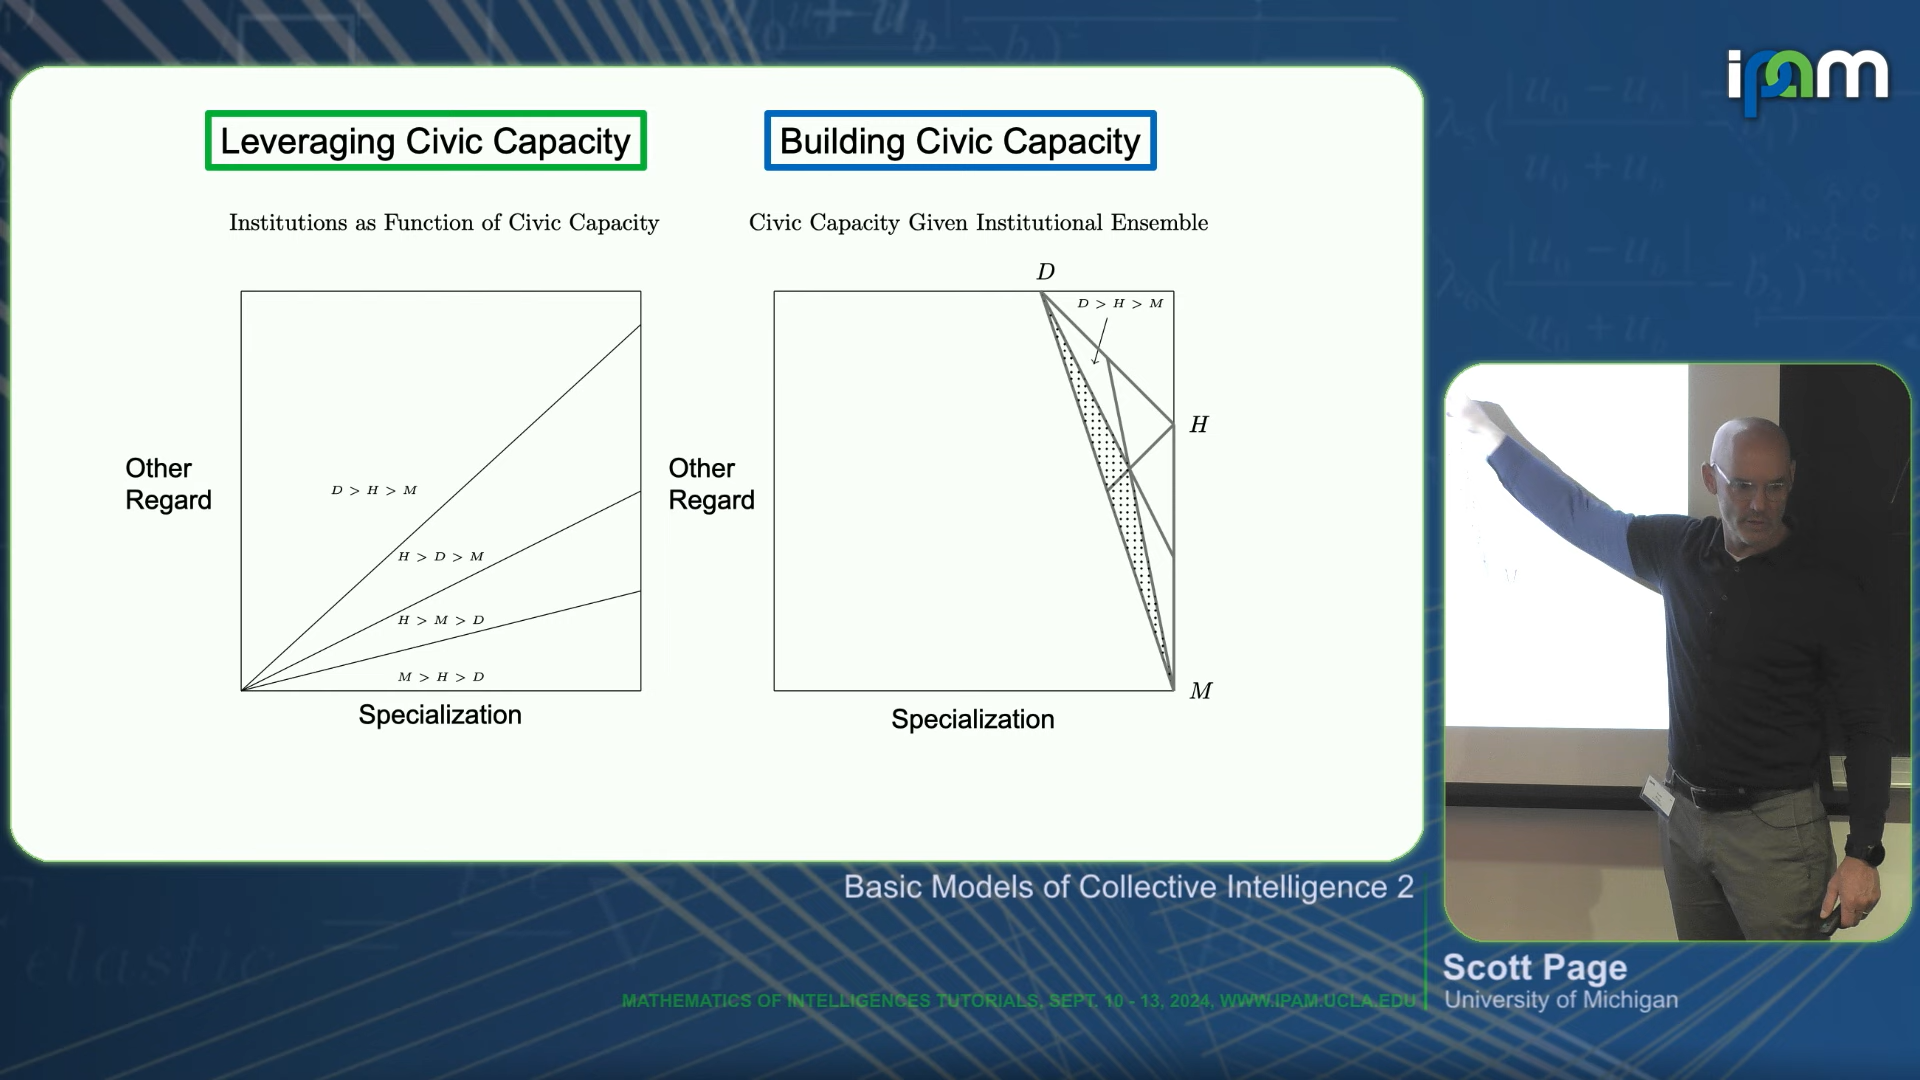 ipam
Leveraging Civic Capacity
Building Civic Capacity
Institutions as Function of Civic Capacity
Civic Capacity Given Institutional Ensemble
Other
Regard
D > H > M
H > D > M
H > M > D
M > H > D
Specialization
Other
Regard
D
D > H > M
H
M
Specialization
Basic Models of Collective Intelligence 2
Scott Page
University of Michigan
MATHEMATICS OF INTELLIGENCES TUTORIALS, SEPT. 10 - 13, 2024, WWW.IPAM.UCLA.EDU
elastic